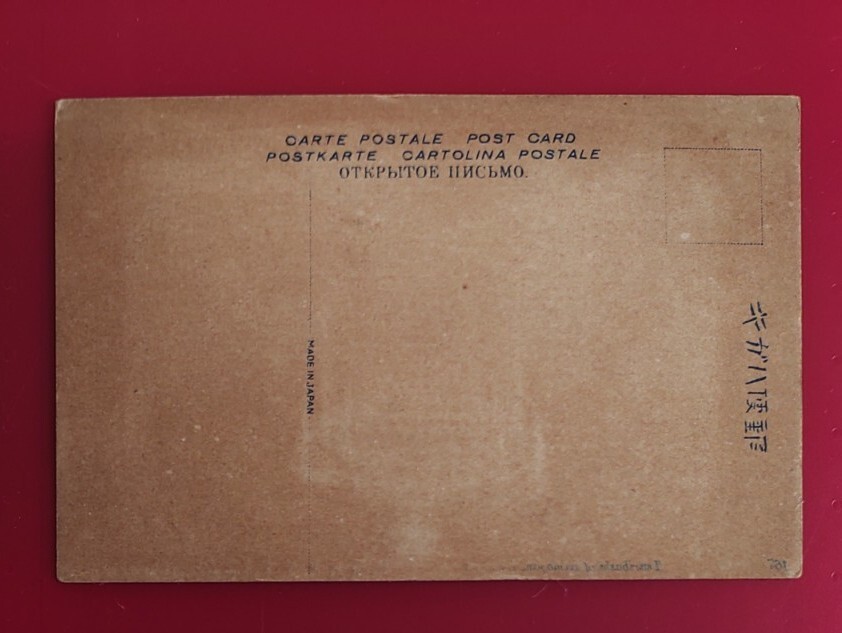 CARTE POSTALE POST CARD
POSTKARTE CARTOLINA POSTALE
ОТКРЫТОЕ ПИСЬМО.
MADE IN JAPAN
郵便ハガキ